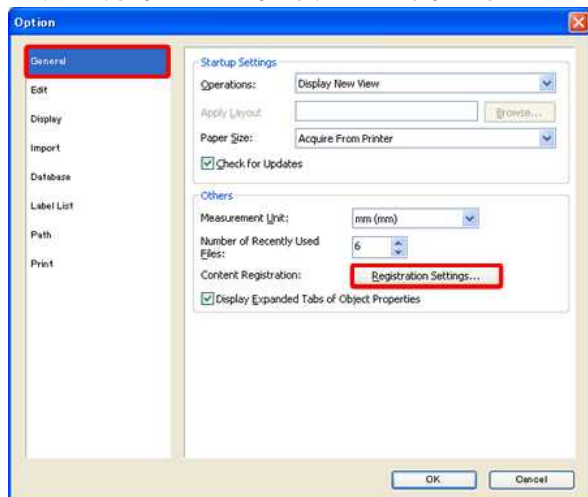 Option
General
Edit
Display
Import
Database
Label List
Path
Print
Startup Settings
Operations: Display New View
Apply Layout Browse...
Paper Size: Acquire From Printer
Check for Updates
Others
Measurement Unit: mm (mm)
Number of Recently Used
Files: 6
Content Registration: Registration Settings...
Display Expanded Tabs of Object Properties
OK Cancel